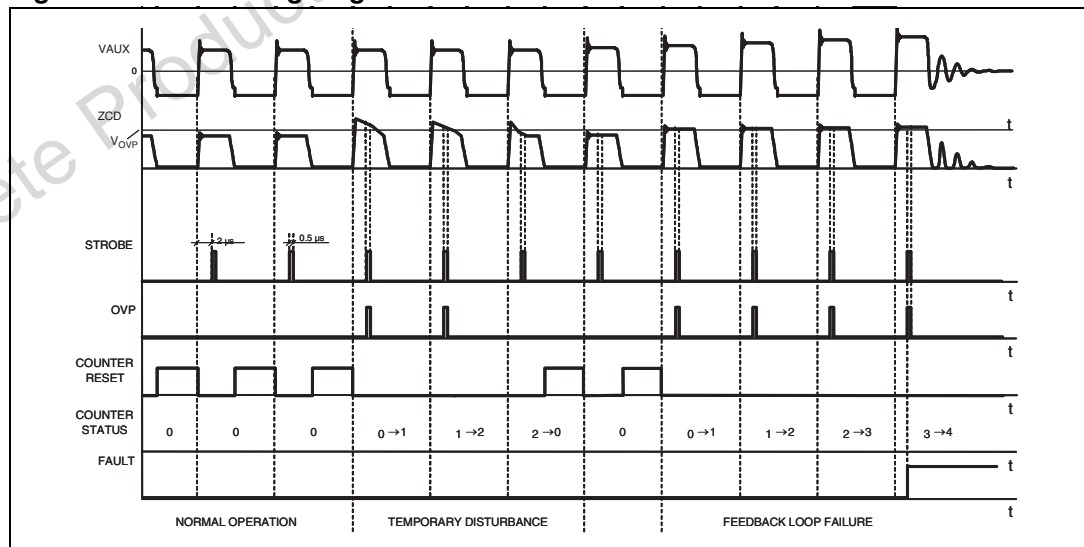 VAUX
0
ZCD
t
VOVP
t
STROBE
2 µs
0.5 µs
t
OVP
t
COUNTER
RESET
t
COUNTER
STATUS
0
0
0
0 →1
1 →2
2 →0
0
0 →1
1 →2
2 →3
3 →4
FAULT
t
t
NORMAL OPERATION
TEMPORARY DISTURBANCE
FEEDBACK LOOP FAILURE